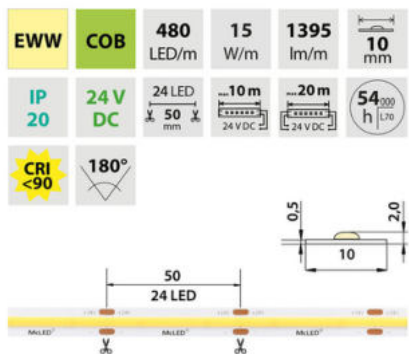 EWW
COB
480
LED/m
15
W/m
1395
lm/m
10
mm
IP
20
24 V
DC
24 LED
50
mm
max.10 m
24 V DC
max.20 m
24 V DC
54 000
h L70
CRI
<90
180°
0,5
2,0
10
50
24 LED
McLED®
McLED®
McLED®